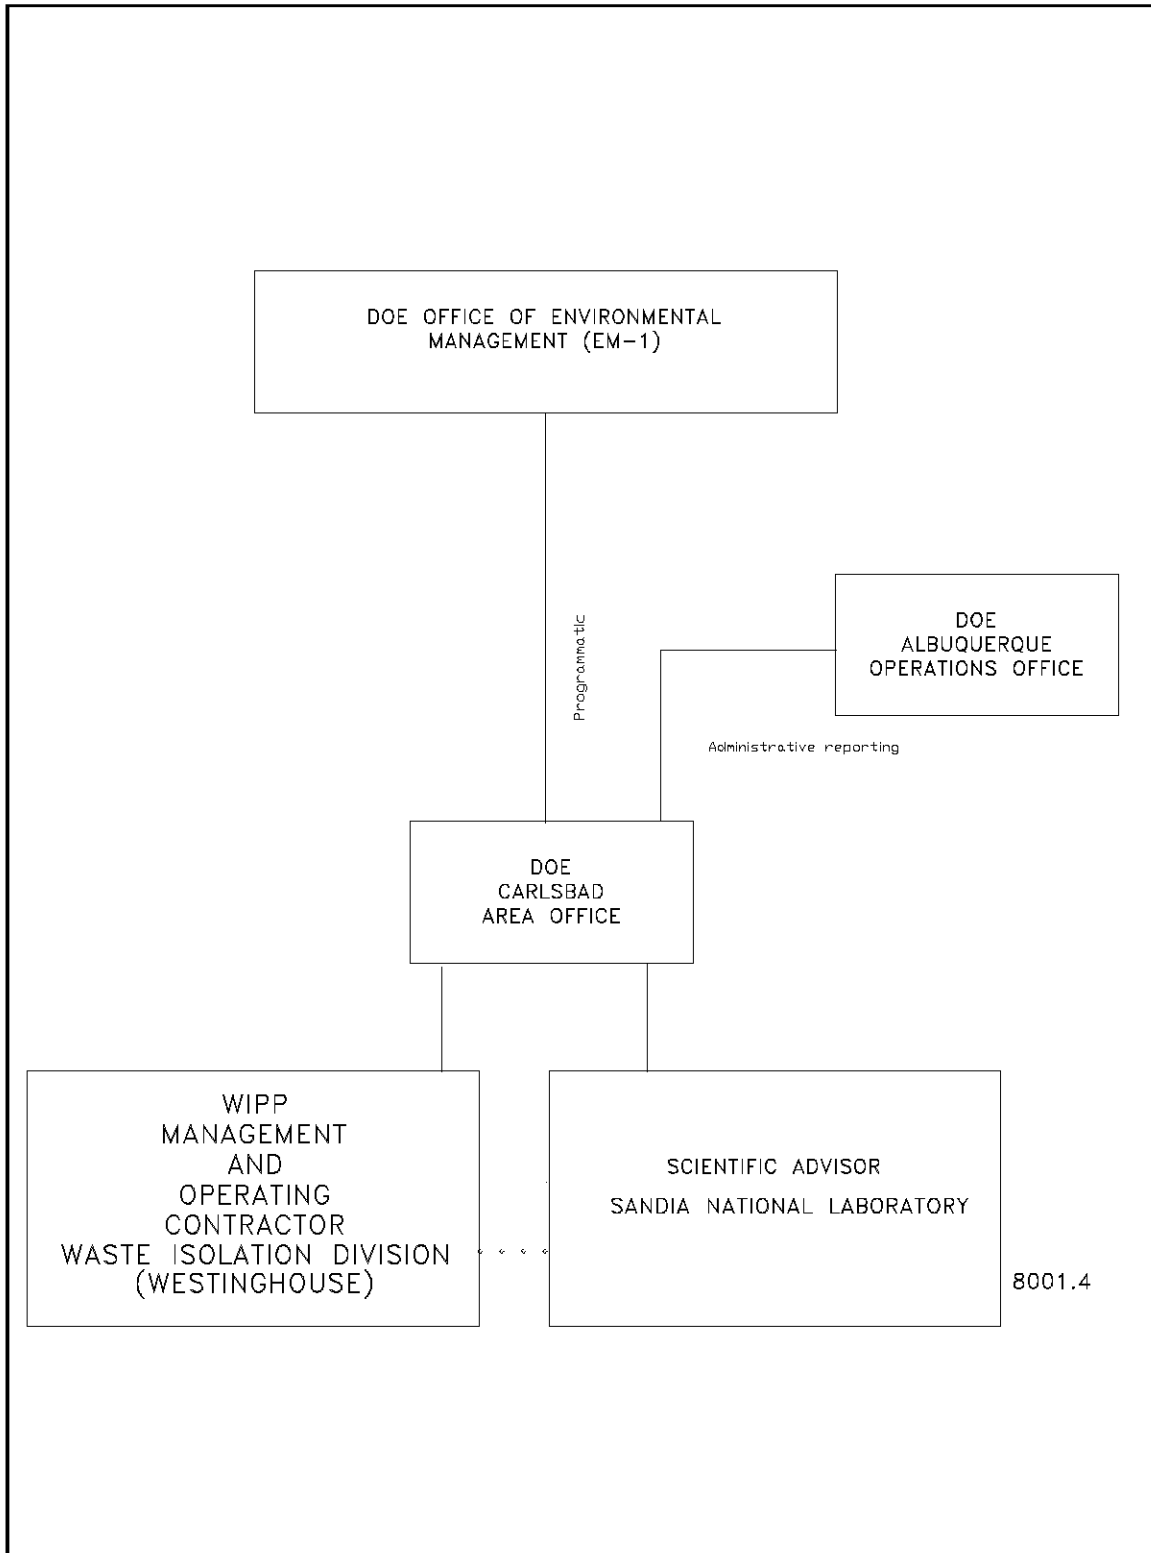 DOE OFFICE OF ENVIRONMENTAL
MANAGEMENT (EM-1)
DOE
ALBUQUERQUE
OPERATIONS OFFICE
Programmatic
Administrative reporting
DOE
CARLSBAD
AREA OFFICE
WIPP
MANAGEMENT
AND
OPERATING
CONTRACTOR
WASTE ISOLATION DIVISION
(WESTINGHOUSE)
SCIENTIFIC ADVISOR
SANDIA NATIONAL LABORATORY
8001.4